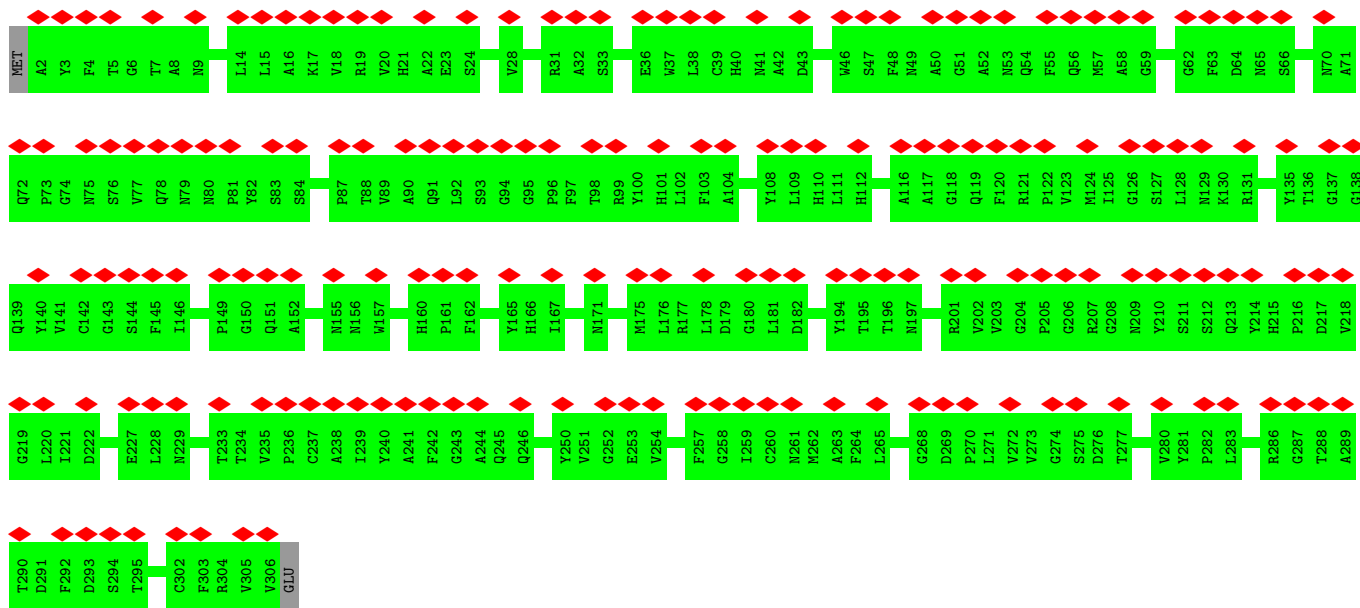 MET A2 Y3 F4 T5 G6 T7 A8 N9 L14 L15 A16 K17 V18 R19 V20 H21 A22 E23 S24 V28 R31 A32 S33 E36 W37 L38 C39 H40 N41 A42 D43 W46 S47 F48 N49 A50 G51 A52 N53 Q54 F55 Q56 M57 A58 G59 G62 F63 D64 N65 S66 N70 A71
Q72 P73 G74 N75 S76 V77 Q78 N79 N80 P81 Y82 S83 S84 P87 T88 V89 A90 Q91 L92 S93 G94 G95 P96 F97 T98 R99 Y100 H101 L102 F103 A104 Y108 L109 H110 L111 H112 A116 A117 G118 Q119 F120 R121 P122 V123 M124 I125 G126 S127 L128 N129 K130 R131 Y135 T136 G137 G138
Q139 Y140 V141 C142 G143 S144 F145 I146 P149 G150 Q151 A152 N155 N156 W157 H160 P161 F162 Y165 H166 I167 N171 M175 L176 R177 L178 D179 G180 L181 D182 Y194 T195 T196 N197 R201 V202 V203 G204 P205 G206 R207 G208 N209 Y210 S211 S212 Q213 Y214 H215 P216 D217 V218
G219 L220 I221 D222 E227 L228 N229 T233 T234 V235 P236 C237 A238 I239 Y240 A241 F242 G243 A244 Q245 Q246 Y250 V251 G252 E253 V254 F257 G258 I259 C260 N261 M262 A263 F264 L265 G268 D269 P270 L271 V272 V273 G274 S275 D276 T277 V280 Y281 P282 L283 R286 G287 T288 A289
T290 D291 F292 D293 S294 T295 C302 F303 R304 V305 V306 GLU